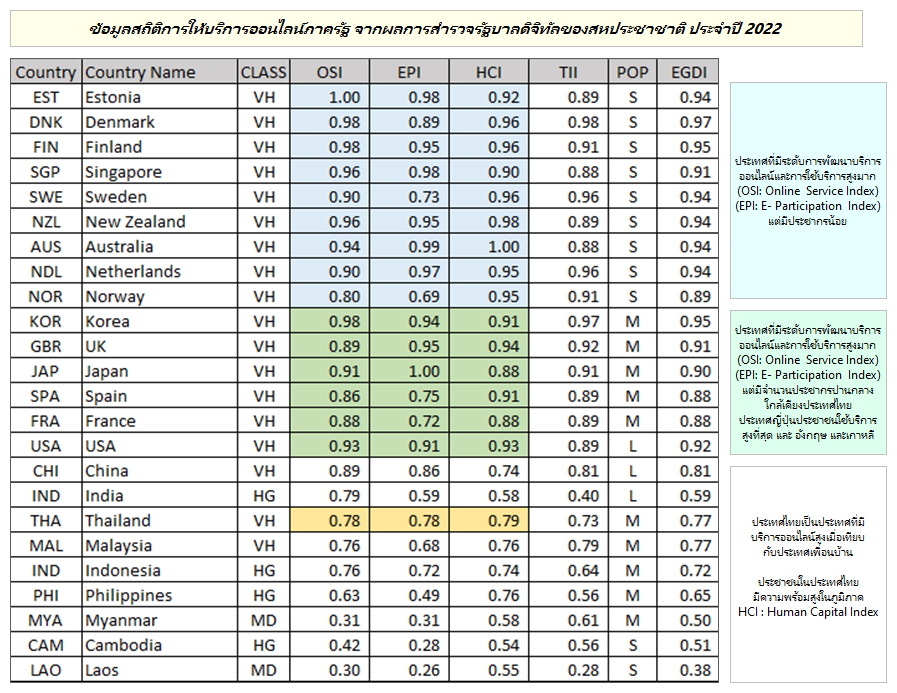 ข้อมูลสถิติการให้บริการออนไลน์ภาครัฐ จากผลการสำรวจรัฐบาลดิจิทัลของสหประชาชาติ ประจำปี 2022
Country Country Name CLASS OSI EPI HCI TII POP EGDI
EST Estonia VH 1.00 0.98 0.92 0.89 S 0.94
DNK Denmark VH 0.98 0.89 0.96 0.98 S 0.97
FIN Finland VH 0.98 0.95 0.96 0.91 S 0.95
SGP Singapore VH 0.96 0.98 0.90 0.88 S 0.91
SWE Sweden VH 0.90 0.73 0.96 0.96 S 0.94
NZL New Zealand VH 0.96 0.95 0.98 0.89 S 0.94
AUS Australia VH 0.94 0.99 1.00 0.88 S 0.94
NDL Netherlands VH 0.90 0.97 0.95 0.96 S 0.94
NOR Norway VH 0.80 0.69 0.95 0.91 S 0.89
KOR Korea VH 0.98 0.94 0.91 0.97 M 0.95
GBR UK VH 0.89 0.95 0.94 0.92 M 0.91
JAP Japan VH 0.91 1.00 0.88 0.91 M 0.90
SPA Spain VH 0.86 0.75 0.91 0.89 M 0.88
FRA France VH 0.88 0.72 0.88 0.89 M 0.88
USA USA VH 0.93 0.91 0.93 0.89 L 0.92
CHI China VH 0.89 0.86 0.74 0.81 L 0.81
IND India HG 0.79 0.59 0.58 0.40 L 0.59
THA Thailand VH 0.78 0.78 0.79 0.73 M 0.77
MAL Malaysia VH 0.76 0.68 0.76 0.79 M 0.77
IND Indonesia HG 0.76 0.72 0.74 0.64 M 0.72
PHI Philippines HG 0.63 0.49 0.76 0.56 M 0.65
MYA Myanmar MD 0.31 0.31 0.58 0.61 M 0.50
CAM Cambodia HG 0.42 0.28 0.54 0.56 S 0.51
LAO Laos MD 0.30 0.26 0.55 0.28 S 0.38
ประเทศที่มีระดับการพัฒนาบริการ
ออนไลน์และการใช้บริการสูงมาก
(OSI: Online Service Index)
(EPI: E- Participation Index)
แต่มีประชากรน้อย
ประเทศที่มีระดับการพัฒนาบริการ
ออนไลน์และการใช้บริการสูงมาก
(OSI: Online Service Index)
(EPI: E- Participation Index)
แต่มีจำนวนประชากรปานกลาง
ใกล้เคียงประเทศไทย
ประเทศญี่ปุ่นประชาชนใช้บริการ
สูงที่สุด และ อังกฤษ และเกาหลี
ประเทศไทยเป็นประเทศที่มี
บริการออนไลน์สูงเมื่อเทียบ
กับประเทศเพื่อนบ้าน
ประชาชนในประเทศไทย
มีความพร้อมสูงในภูมิภาค
HCI : Human Capital Index